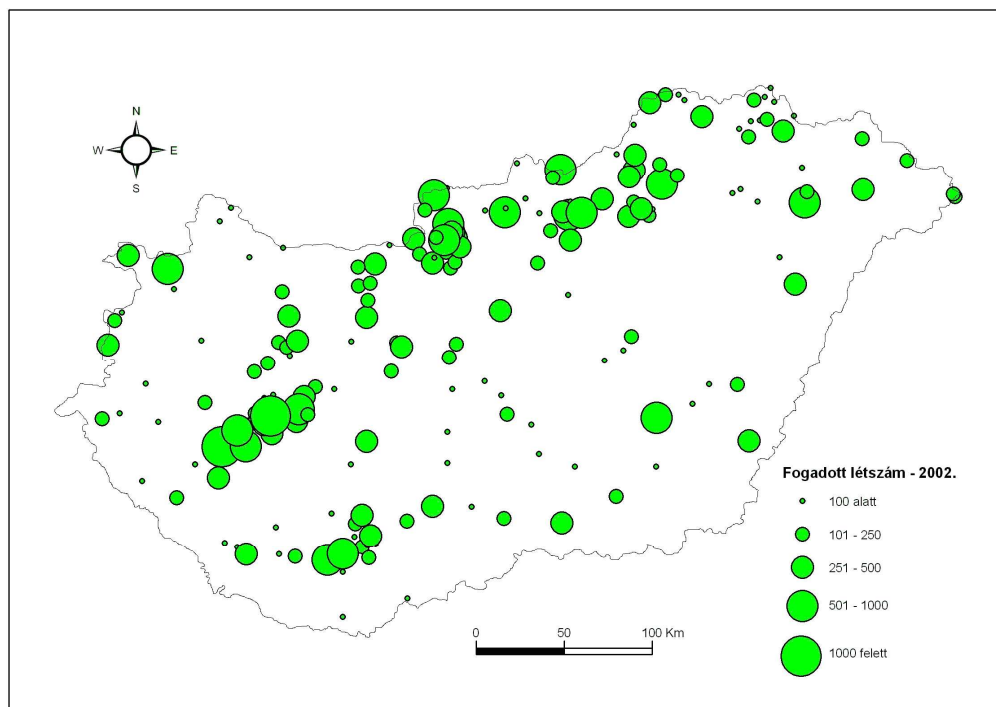 N
W E
S
Fogadott létszám - 2002.
100 alatt
101 - 250
251 - 500
501 - 1000
1000 felett
0 50 100 Km